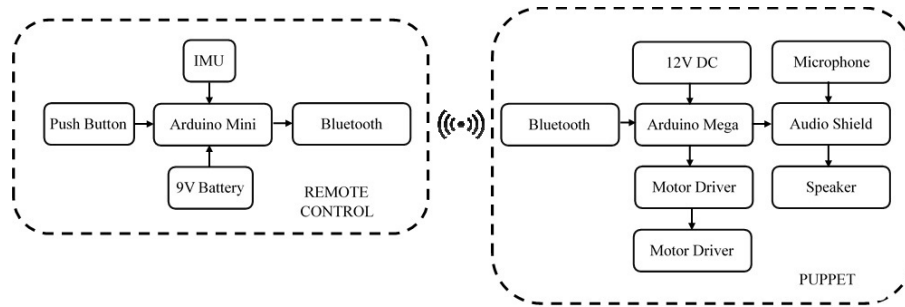 IMU
Push Button
Arduino Mini
Bluetooth
9V Battery
REMOTE
CONTROL
12V DC
Microphone
Bluetooth
Arduino Mega
Audio Shield
Motor Driver
Speaker
Motor Driver
PUPPET